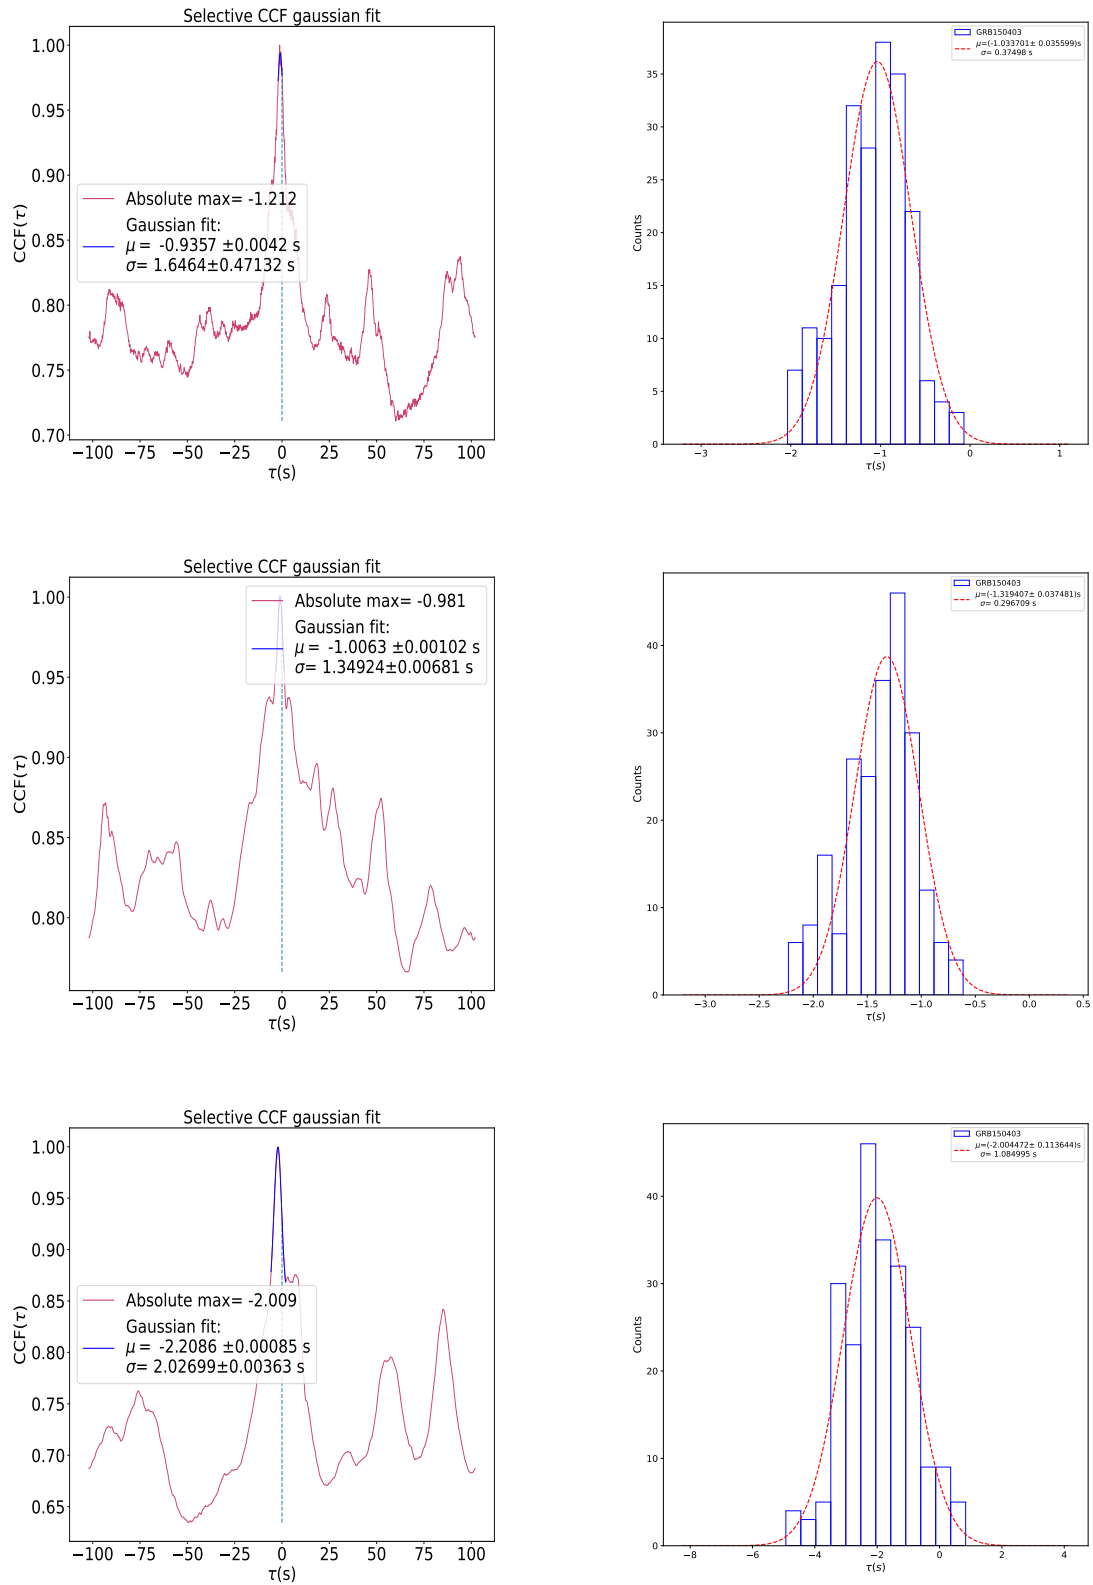 Selective CCF gaussian fit
1.00
0.95
0.90
0.85
0.80
0.75
0.70
CCF(τ)
Absolute max= -1.212
Gaussian fit:
μ = -0.9357 ±0.0042 s
σ= 1.6464±0.47132 s
−100 −75 −50 −25 0 25 50 75 100
τ(s)
GRB150403
μ=(-1.033701± 0.035599)s
σ= 0.37498 s
35
30
25
20
15
10
5
0
Counts
−3 −2 −1 0 1
τ(s)
Selective CCF gaussian fit
1.00
0.95
0.90
0.85
0.80
CCF(τ)
Absolute max= -0.981
Gaussian fit:
μ = -1.0063 ±0.00102 s
σ= 1.34924±0.00681 s
−100 −75 −50 −25 0 25 50 75 100
τ(s)
GRB150403
μ=(-1.319407± 0.037481)s
σ= 0.296709 s
40
30
20
10
0
Counts
−3.0 −2.5 −2.0 −1.5 −1.0 −0.5 0.0 0.5
τ(s)
Selective CCF gaussian fit
1.00
0.95
0.90
0.85
0.80
0.75
0.70
0.65
CCF(τ)
Absolute max= -2.009
Gaussian fit:
μ = -2.2086 ±0.00085 s
σ= 2.02699±0.00363 s
−100 −75 −50 −25 0 25 50 75 100
τ(s)
GRB150403
μ=(-2.004472± 0.113644)s
σ= 1.084995 s
40
30
20
10
0
Counts
−8 −6 −4 −2 0 2 4
τ(s)